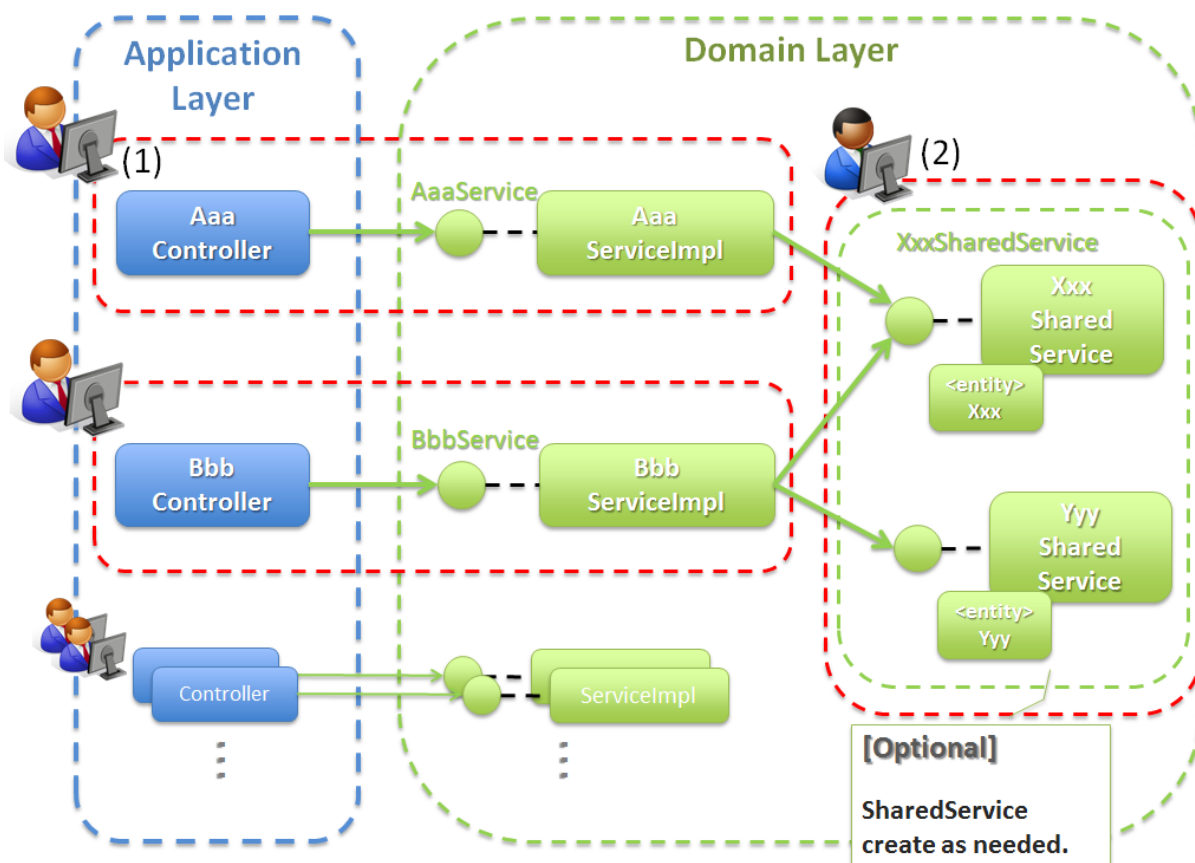 Application
Layer
Domain Layer
(1)
(2)
Aaa
Controller
AaaService
Aaa
ServiceImpl
XxxSharedService
Xxx
Shared
Service
<entity>
Xxx
Bbb
Controller
BbbService
Bbb
ServiceImpl
Yyy
Shared
Service
<entity>
Yyy
Controller
ServiceImpl
[Optional]
SharedService
create as needed.